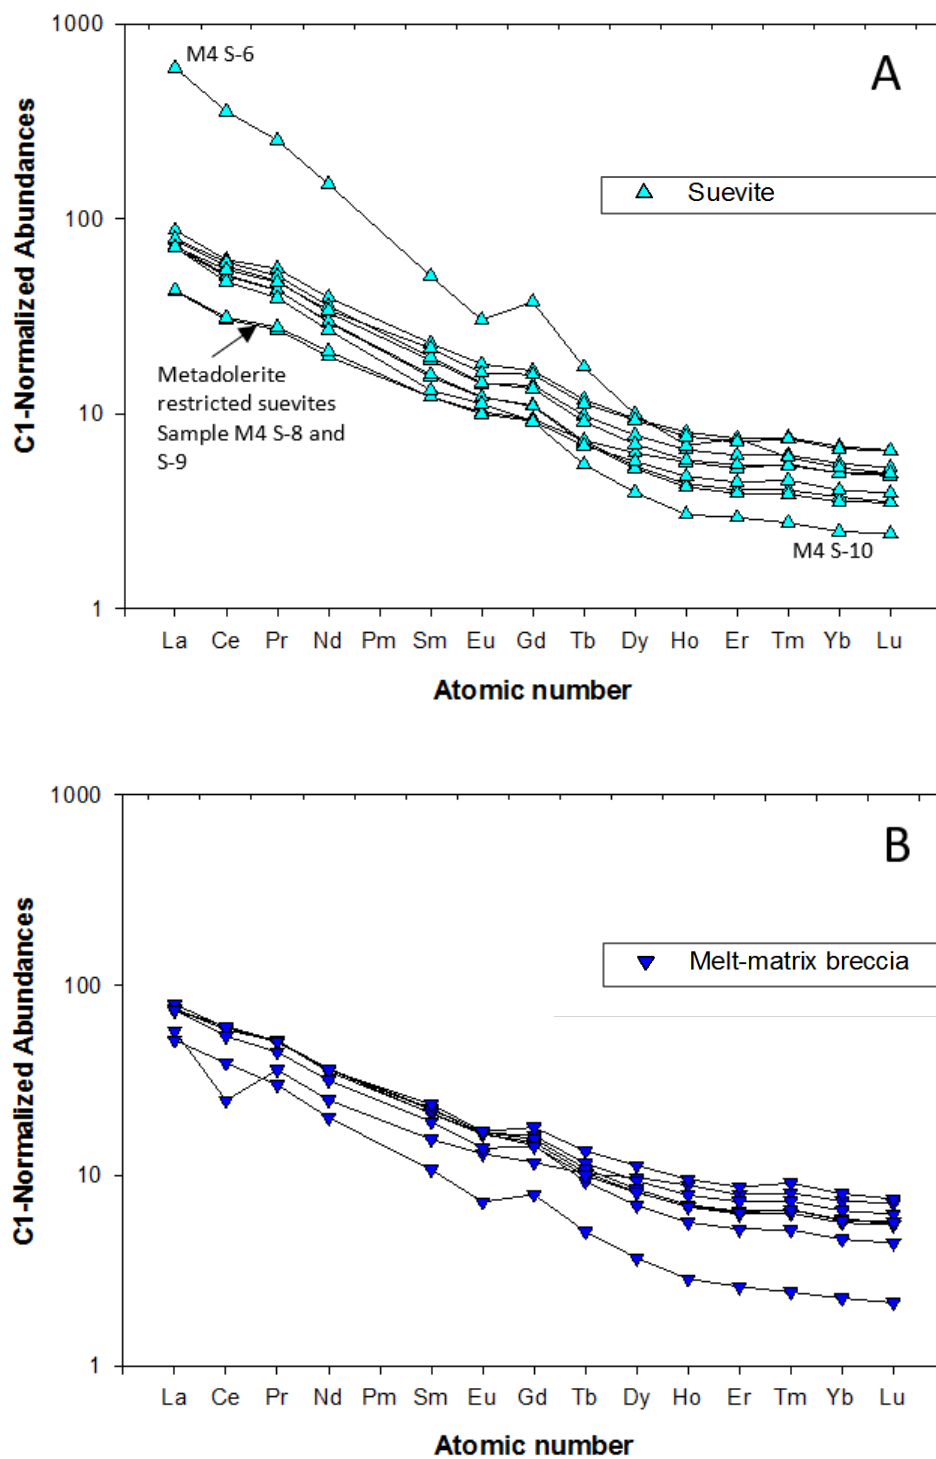 1000
M4 S-6
A
Suevite
C1-Normalized Abundances
100
Metadolerite
restricted suevites
Sample M4 S-8 and
S-9
10
M4 S-10
1
La Ce Pr Nd Pm Sm Eu Gd Tb Dy Ho Er Tm Yb Lu
Atomic number
1000
B
Melt-matrix breccia
C1-Normalized Abundances
100
10
1
La Ce Pr Nd Pm Sm Eu Gd Tb Dy Ho Er Tm Yb Lu
Atomic number